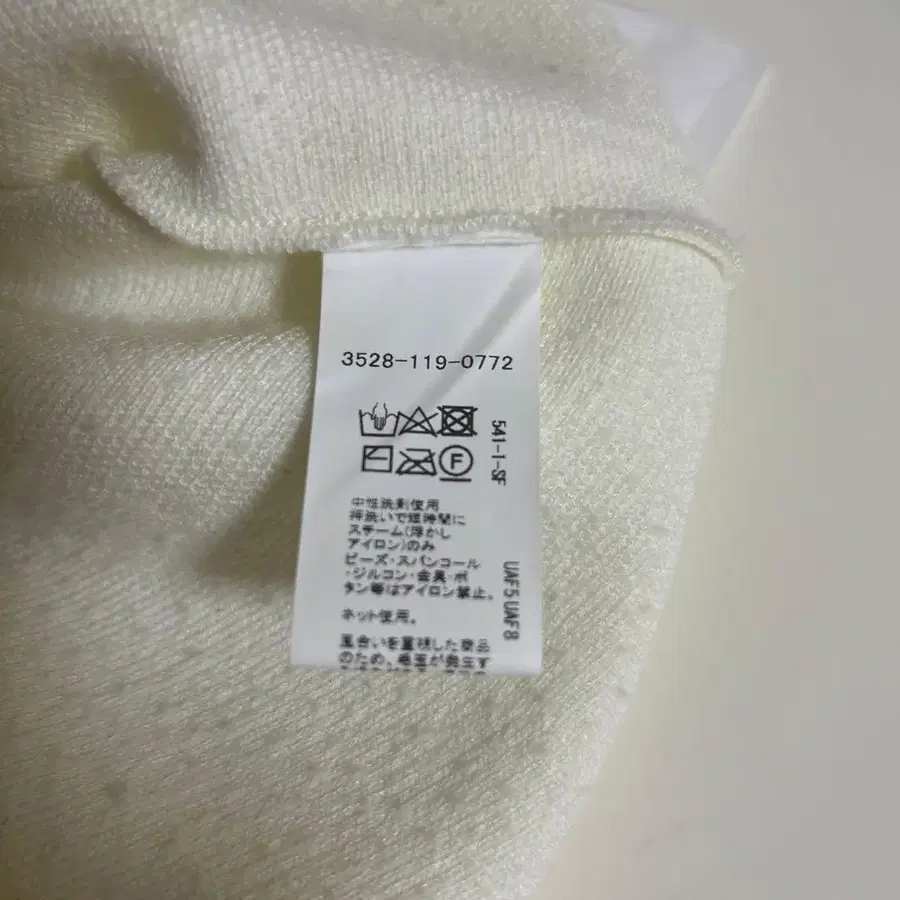 3528-119-0772
F
541-1-SF
中性洗剤使用
押洗いで短時間に
スチーム(浮かし
アイロン)のみ
ビーズ・スパンコール
・ジルコン・金具・ボ
タン等はアイロン禁止。
UAF5UAF8
ネット使用。
風合いを重視した商品
のため、毛玉が発生す